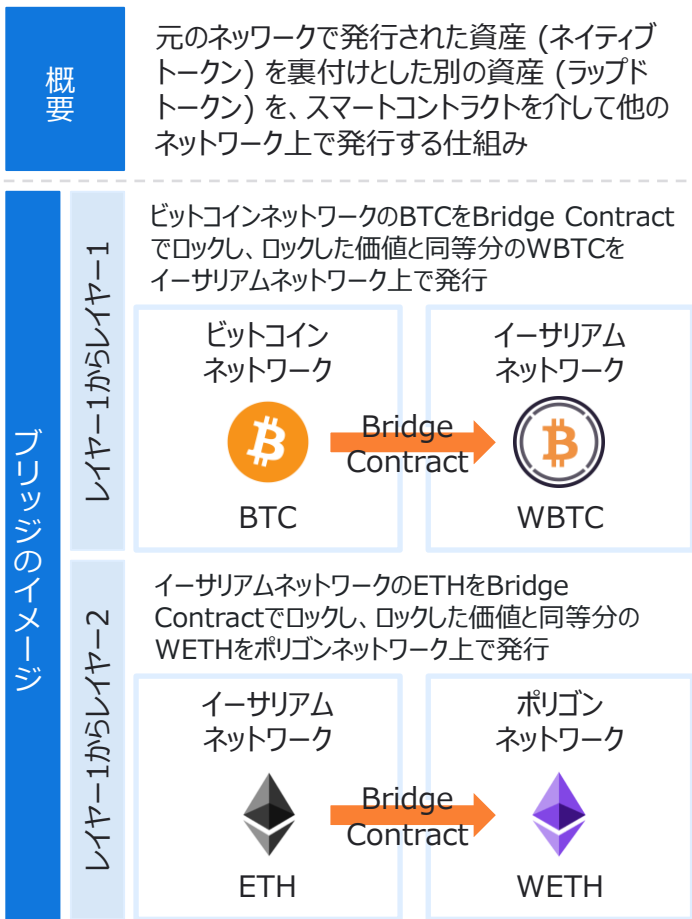 概要
元のネッワークで発行された資産 (ネイティブ
トークン) を裏付けとした別の資産 (ラップド
トークン) を、スマートコントラクトを介して他の
ネットワーク上で発行する仕組み
ブリッジのイメージ
レイヤー1からレイヤー1
ビットコインネットワークのBTCをBridge Contract
でロックし、ロックした価値と同等分のWBTCを
イーサリアムネットワーク上で発行
ビットコイン
ネットワーク
BTC
Bridge
Contract
イーサリアム
ネットワーク
WBTC
レイヤー1からレイヤー2
イーサリアムネットワークのETHをBridge
Contractでロックし、ロックした価値と同等分の
WETHをポリゴンネットワーク上で発行
イーサリアム
ネットワーク
ETH
Bridge
Contract
ポリゴン
ネットワーク
WETH